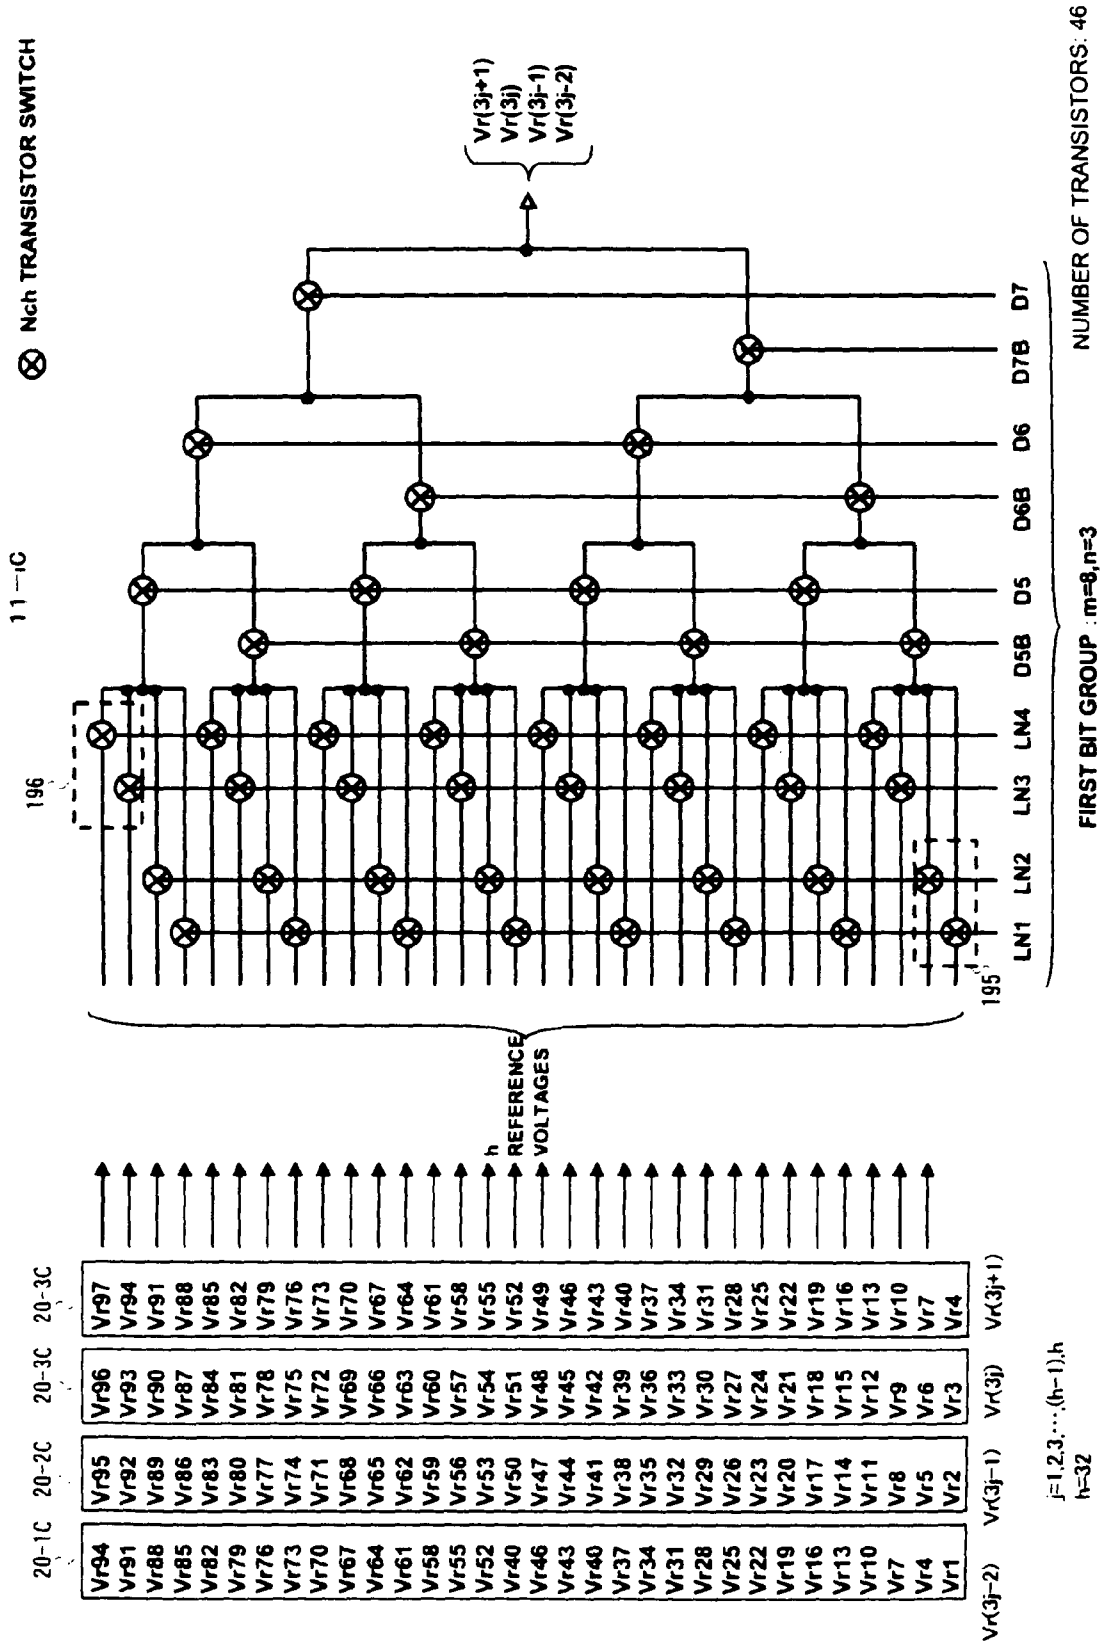 11-iC
Nch TRANSISTOR SWITCH
20-1C 20-2C 20-3C 20-3C
196
Vr94 Vr95 Vr96 Vr97
Vr91 Vr92 Vr93 Vr94
Vr88 Vr89 Vr90 Vr91
Vr85 Vr86 Vr87 Vr88
Vr82 Vr83 Vr84 Vr85
Vr79 Vr80 Vr81 Vr82
Vr76 Vr77 Vr78 Vr79
Vr73 Vr74 Vr75 Vr76
Vr70 Vr71 Vr72 Vr73
Vr67 Vr68 Vr69 Vr70
Vr64 Vr65 Vr66 Vr67
Vr61 Vr62 Vr63 Vr64
Vr58 Vr59 Vr60 Vr61
Vr55 Vr56 Vr57 Vr58
Vr52 Vr53 Vr54 Vr55
Vr40 Vr50 Vr51 Vr52
Vr46 Vr47 Vr48 Vr49
Vr43 Vr44 Vr45 Vr46
Vr40 Vr41 Vr42 Vr43
Vr37 Vr38 Vr39 Vr40
Vr34 Vr35 Vr36 Vr37
Vr31 Vr32 Vr33 Vr34
Vr28 Vr29 Vr30 Vr31
Vr25 Vr26 Vr27 Vr28
Vr22 Vr23 Vr24 Vr25
Vr19 Vr20 Vr21 Vr22
Vr16 Vr17 Vr18 Vr19
Vr13 Vr14 Vr15 Vr16
Vr10 Vr11 Vr12 Vr13
Vr7 Vr8 Vr9 Vr10
Vr4 Vr5 Vr6 Vr7
Vr1 Vr2 Vr3 Vr4
Vr(3j-2) Vr(3j-1) Vr(3j) Vr(3j+1)
j=1,2,3,···,(h-1),h
h=32
h
REFERENCE
VOLTAGES
Vr(3j+1)
Vr(3j)
Vr(3j-1)
Vr(3j-2)
195
LN1 LN2 LN3 LN4 D5B D5 D6B D6 D7B D7
FIRST BIT GROUP : m=8,n=3
NUMBER OF TRANSISTORS: 46